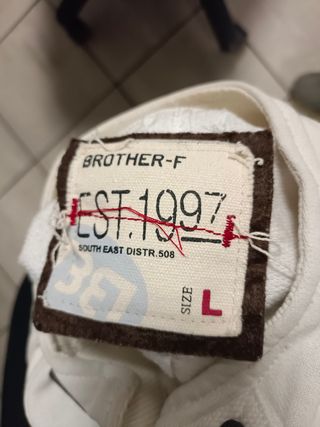 BROTHER-F
EST.1997
SOUTH EAST DISTR.508
SIZE L